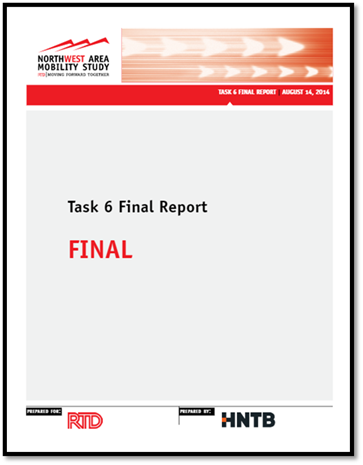 NORTHWEST AREA
MOBILITY STUDY
RTD | MOVING FORWARD TOGETHER
TASK 6 FINAL REPORT | AUGUST 14, 2014
Task 6 Final Report
FINAL
PREPARED FOR:
RTD
PREPARED BY:
HNTB